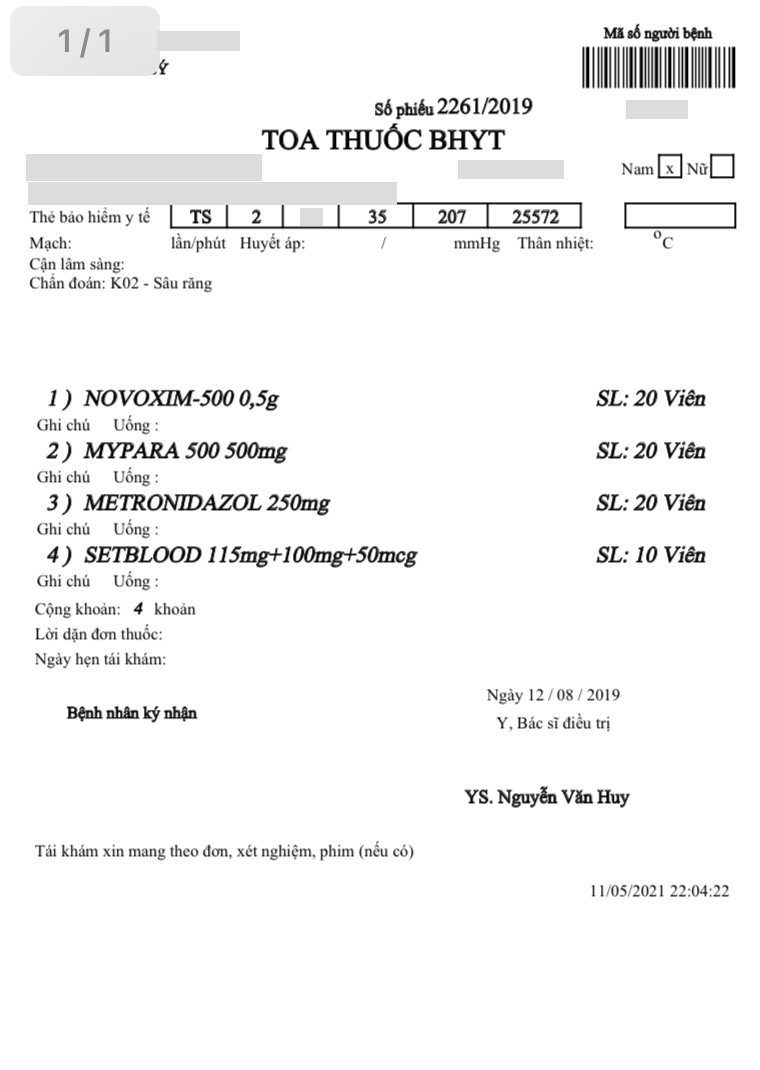 1/1
Mã số người bệnh
Số phiếu 2261/2019
TOA THUỐC BHYT
Nam x Nữ
Thẻ bảo hiểm y tế TS 2 35 207 25572
Mạch: lần/phút Huyết áp: / mmHg Thân nhiệt: °C
Cận lâm sàng:
Chẩn đoán: K02 - Sâu răng
1 ) NOVOXIM-500 0,5g SL: 20 Viên
Ghi chú Uống :
2 ) MYPARA 500 500mg SL: 20 Viên
Ghi chú Uống :
3 ) METRONIDAZOL 250mg SL: 20 Viên
Ghi chú Uống :
4 ) SETBLOOD 115mg+100mg+50mcg SL: 10 Viên
Ghi chú Uống :
Cộng khoản: 4 khoản
Lời dặn đơn thuốc:
Ngày hẹn tái khám:
Ngày 12 / 08 / 2019
Bệnh nhân ký nhận
Y, Bác sĩ điều trị
YS. Nguyễn Văn Huy
Tái khám xin mang theo đơn, xét nghiệm, phim (nếu có)
11/05/2021 22:04:22